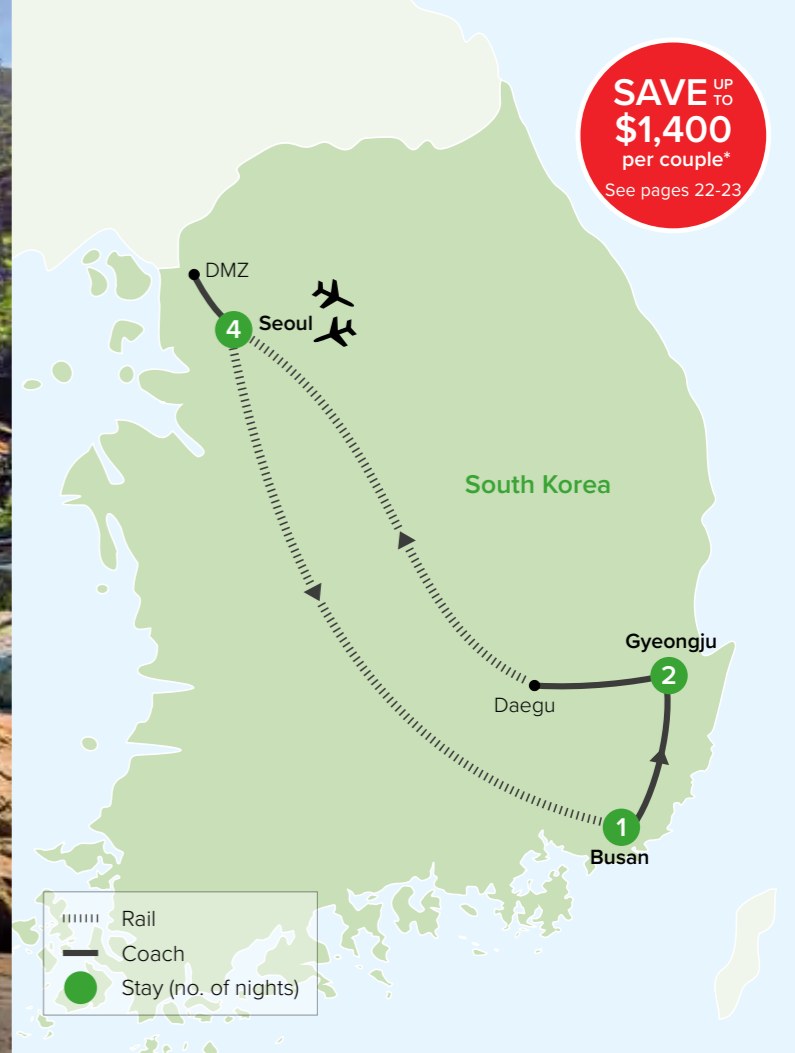 SAVE UP TO
$1,400
per couple*
See pages 22-23
DMZ
4
Seoul
South Korea
Gyeongju
2
Daegu
1
Busan
Rail
Coach
Stay (no. of nights)